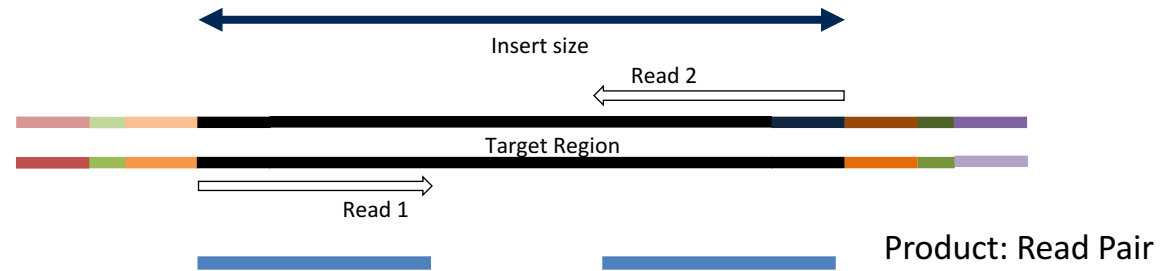 Insert size
Read 2
Target Region
Read 1
Product: Read Pair